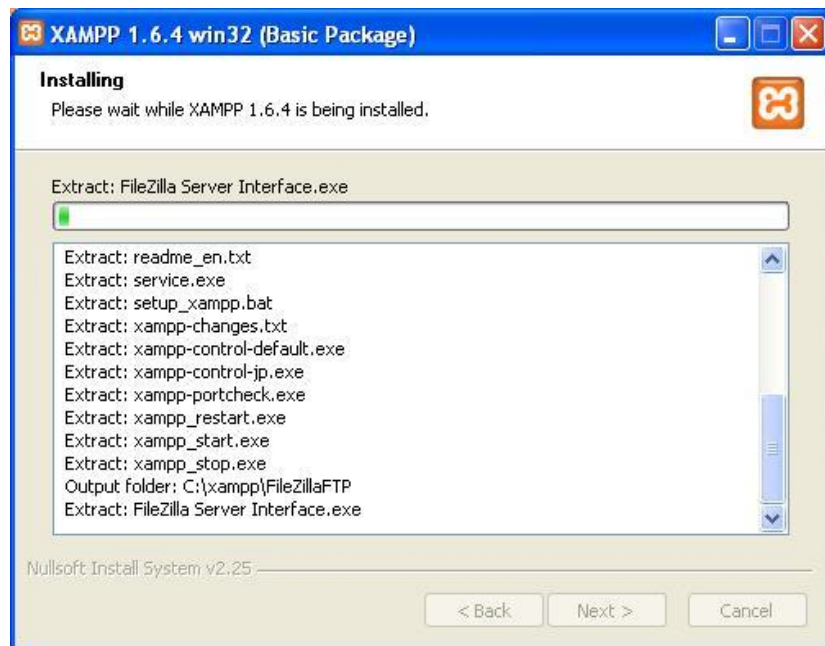 XAMPP 1.6.4 win32 (Basic Package)
Installing
Please wait while XAMPP 1.6.4 is being installed.
Extract: FileZilla Server Interface.exe
Extract: readme_en.txt
Extract: service.exe
Extract: setup_xampp.bat
Extract: xampp-changes.txt
Extract: xampp-control-default.exe
Extract: xampp-control-jp.exe
Extract: xampp-portcheck.exe
Extract: xampp_restart.exe
Extract: xampp_start.exe
Extract: xampp_stop.exe
Output folder: C:\xampp\FileZillaFTP
Extract: FileZilla Server Interface.exe
Nullsoft Install System v2.25
< Back Next > Cancel